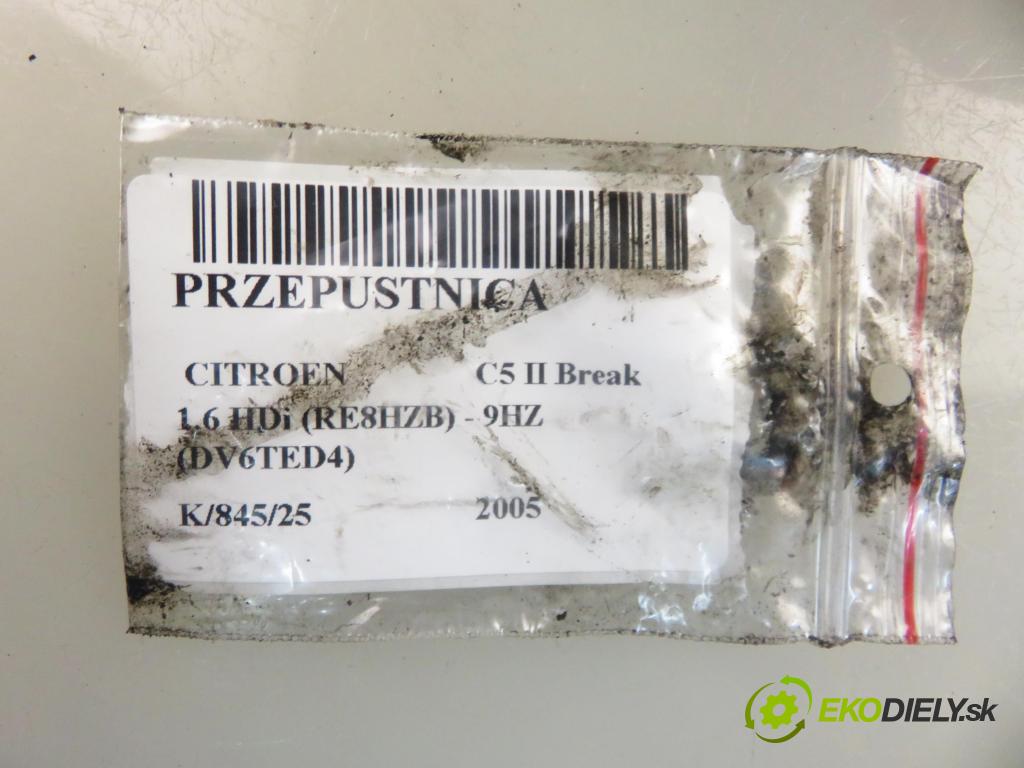 PRZEPUSTNICA
CITROEN C5 II Break
1.6 HDi (RE8HZB) - 9HZ
(DV6TED4)
K/845/25 2005
EKODIELY.sk